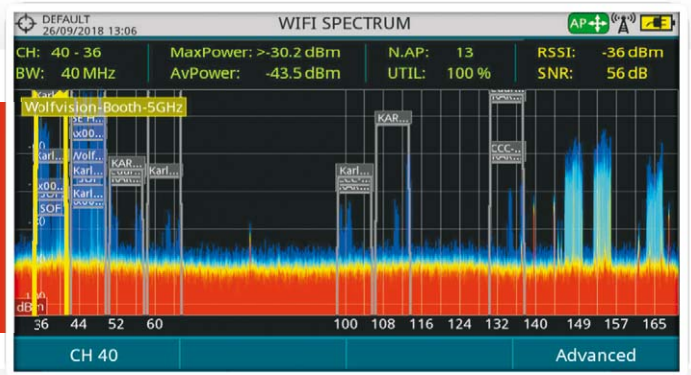 DEFAULT
26/09/2018 13:06
WIFI SPECTRUM
AP
CH: 40 - 36
MaxPower: >-30.2 dBm
N.AP: 13
RSSI: -36 dBm
BW: 40 MHz
AvPower: -43.5 dBm
UTIL: 100 %
SNR: 56 dB
Wolfvision-Booth-5GHz
KAR...
x00...
CCC-...
Karl...
Wolf...
KAR...
Karl...
Karl...
Karl...
x00...
Karl...
SOF
dBm
36 44 52 60 100 108 116 124 132 140 149 157 165
CH 40
Advanced